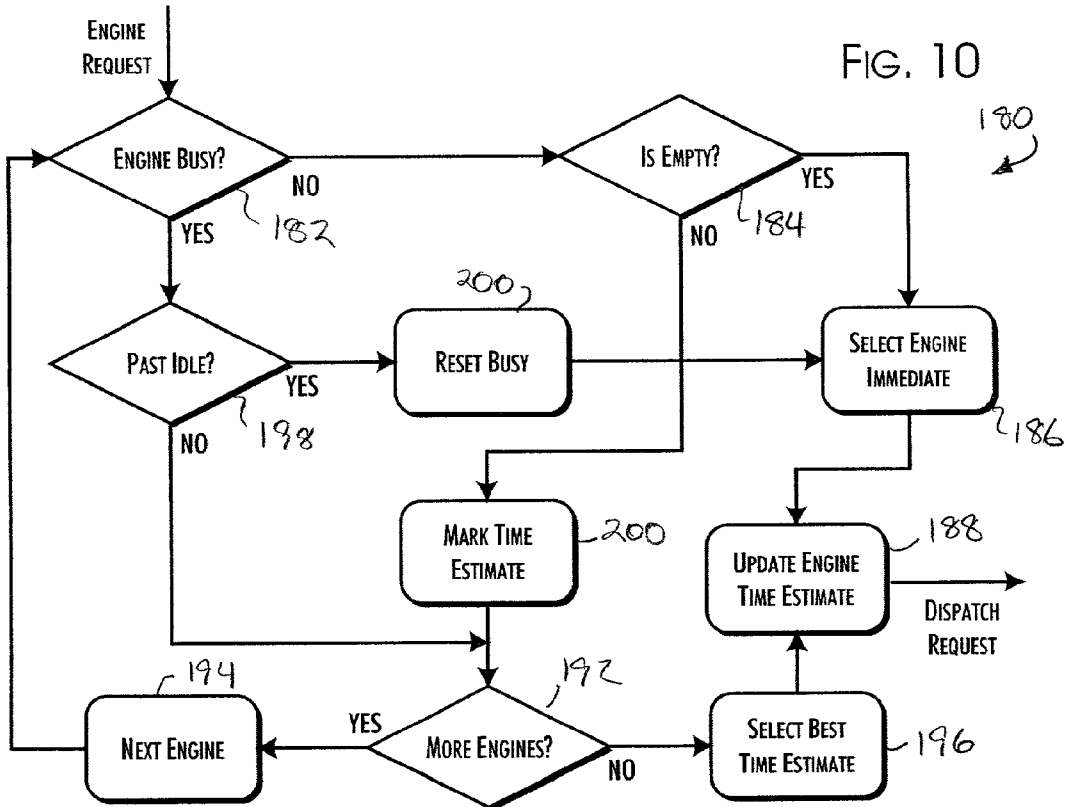 ENGINE
REQUEST
FIG. 10
180
ENGINE BUSY?
NO
YES
182
IS EMPTY?
YES
NO
184
PAST IDLE?
YES
NO
198
200
RESET BUSY
SELECT ENGINE
IMMEDIATE
186
MARK TIME
ESTIMATE
200
UPDATE ENGINE
TIME ESTIMATE
188
DISPATCH
REQUEST
194
NEXT ENGINE
YES
MORE ENGINES?
NO
192
SELECT BEST
TIME ESTIMATE
196